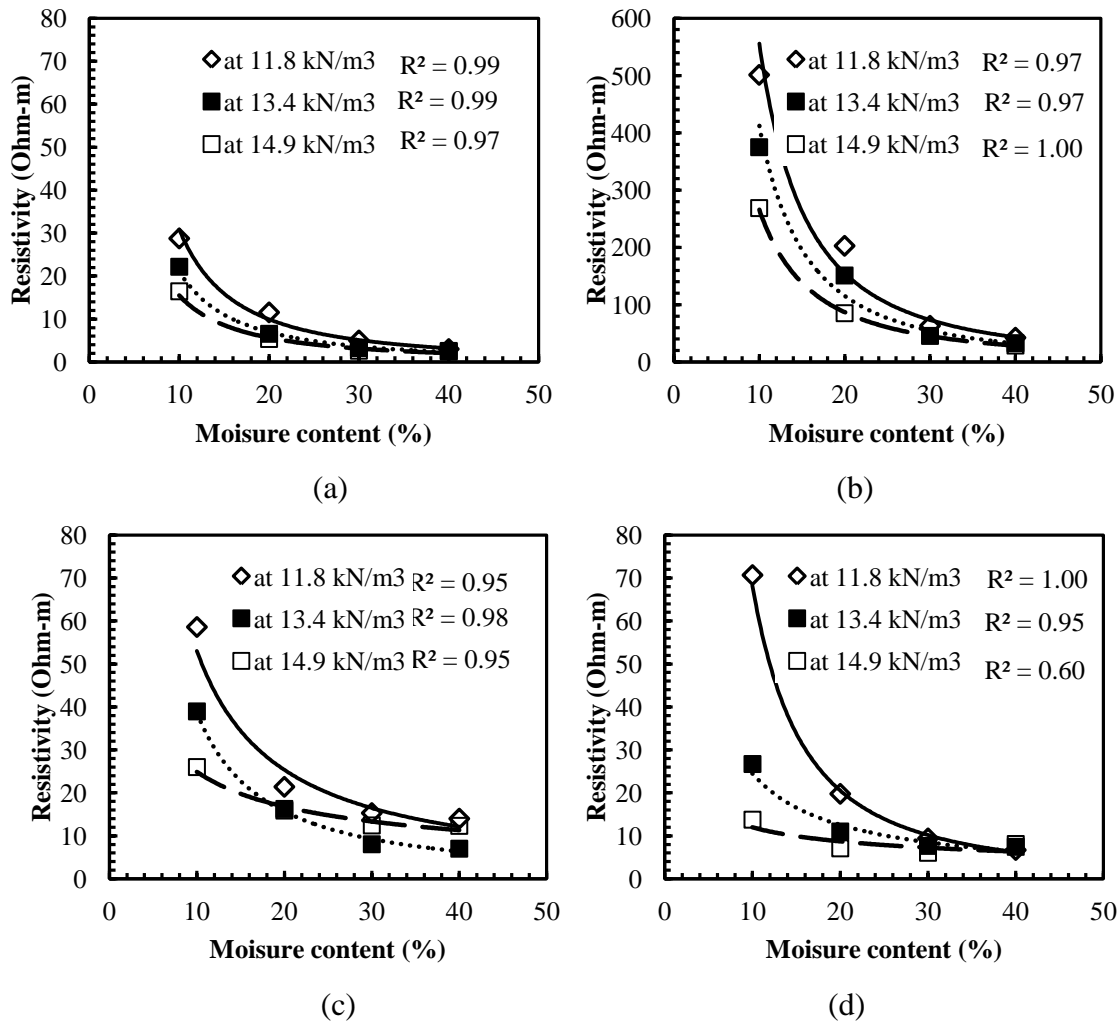 80
70
60
50
40
30
20
10
0
Resistivity (Ohm-m)
at 11.8 kN/m3 R² = 0.99
at 13.4 kN/m3 R² = 0.99
at 14.9 kN/m3 R² = 0.97
0 10 20 30 40 50
Moisure content (%)
(a)
600
500
400
300
200
100
0
Resistivity (Ohm-m)
at 11.8 kN/m3 R² = 0.97
at 13.4 kN/m3 R² = 0.97
at 14.9 kN/m3 R² = 1.00
0 10 20 30 40 50
Moisure content (%)
(b)
80
70
60
50
40
30
20
10
0
Resistivity (Ohm-m)
at 11.8 kN/m3 R² = 0.95
at 13.4 kN/m3 R² = 0.98
at 14.9 kN/m3 R² = 0.95
0 10 20 30 40 50
Moisure content (%)
(c)
80
70
60
50
40
30
20
10
0
Resistivity (Ohm-m)
at 11.8 kN/m3 R² = 1.00
at 13.4 kN/m3 R² = 0.95
at 14.9 kN/m3 R² = 0.60
0 10 20 30 40 50
Moisure content (%)
(d)